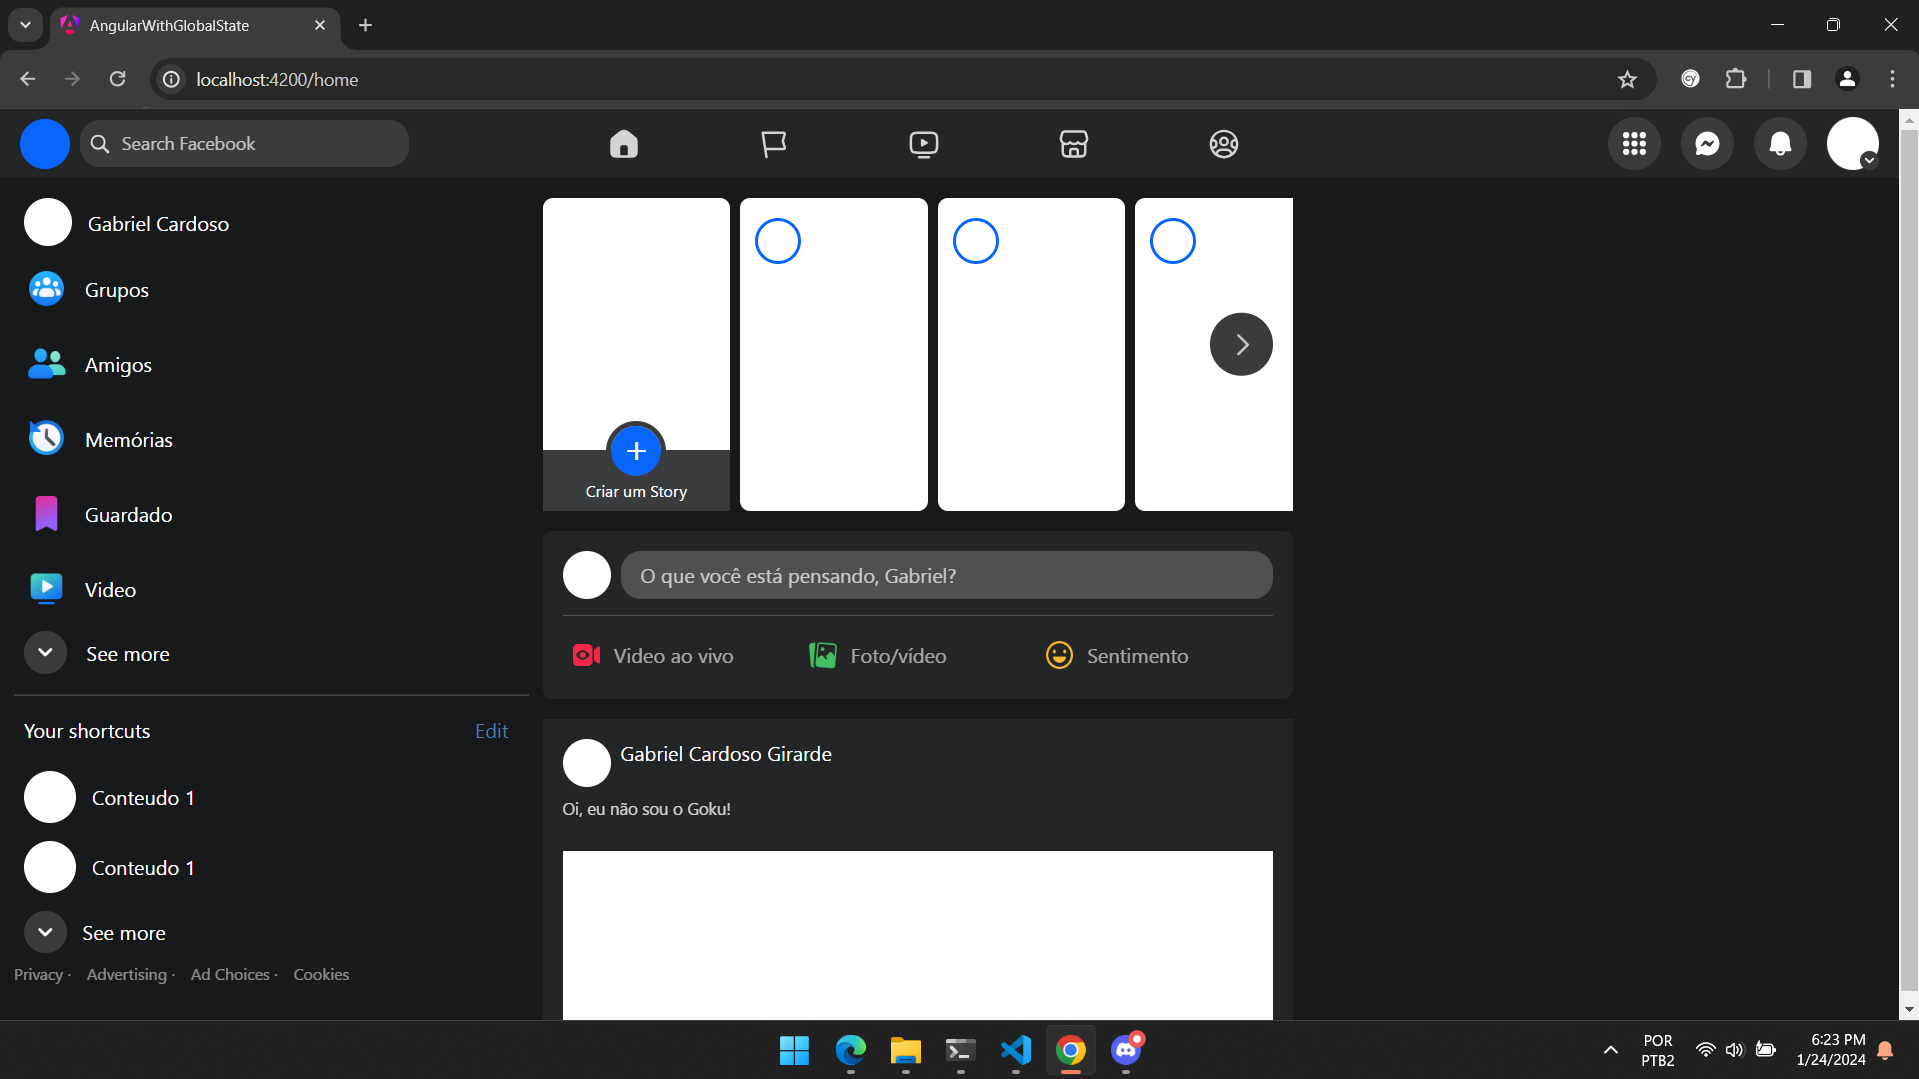 AngularWithGlobalState
localhost:4200/home
Search Facebook
Gabriel Cardoso
Grupos
Amigos
Memórias
Guardado
Video
See more
Your shortcuts
Edit
Conteudo 1
Conteudo 1
See more
Privacy · Advertising · Ad Choices · Cookies
Criar um Story
O que você está pensando, Gabriel?
Video ao vivo
Foto/vídeo
Sentimento
Gabriel Cardoso Girarde
Oi, eu não sou o Goku!
POR
PTB2
6:23 PM
1/24/2024